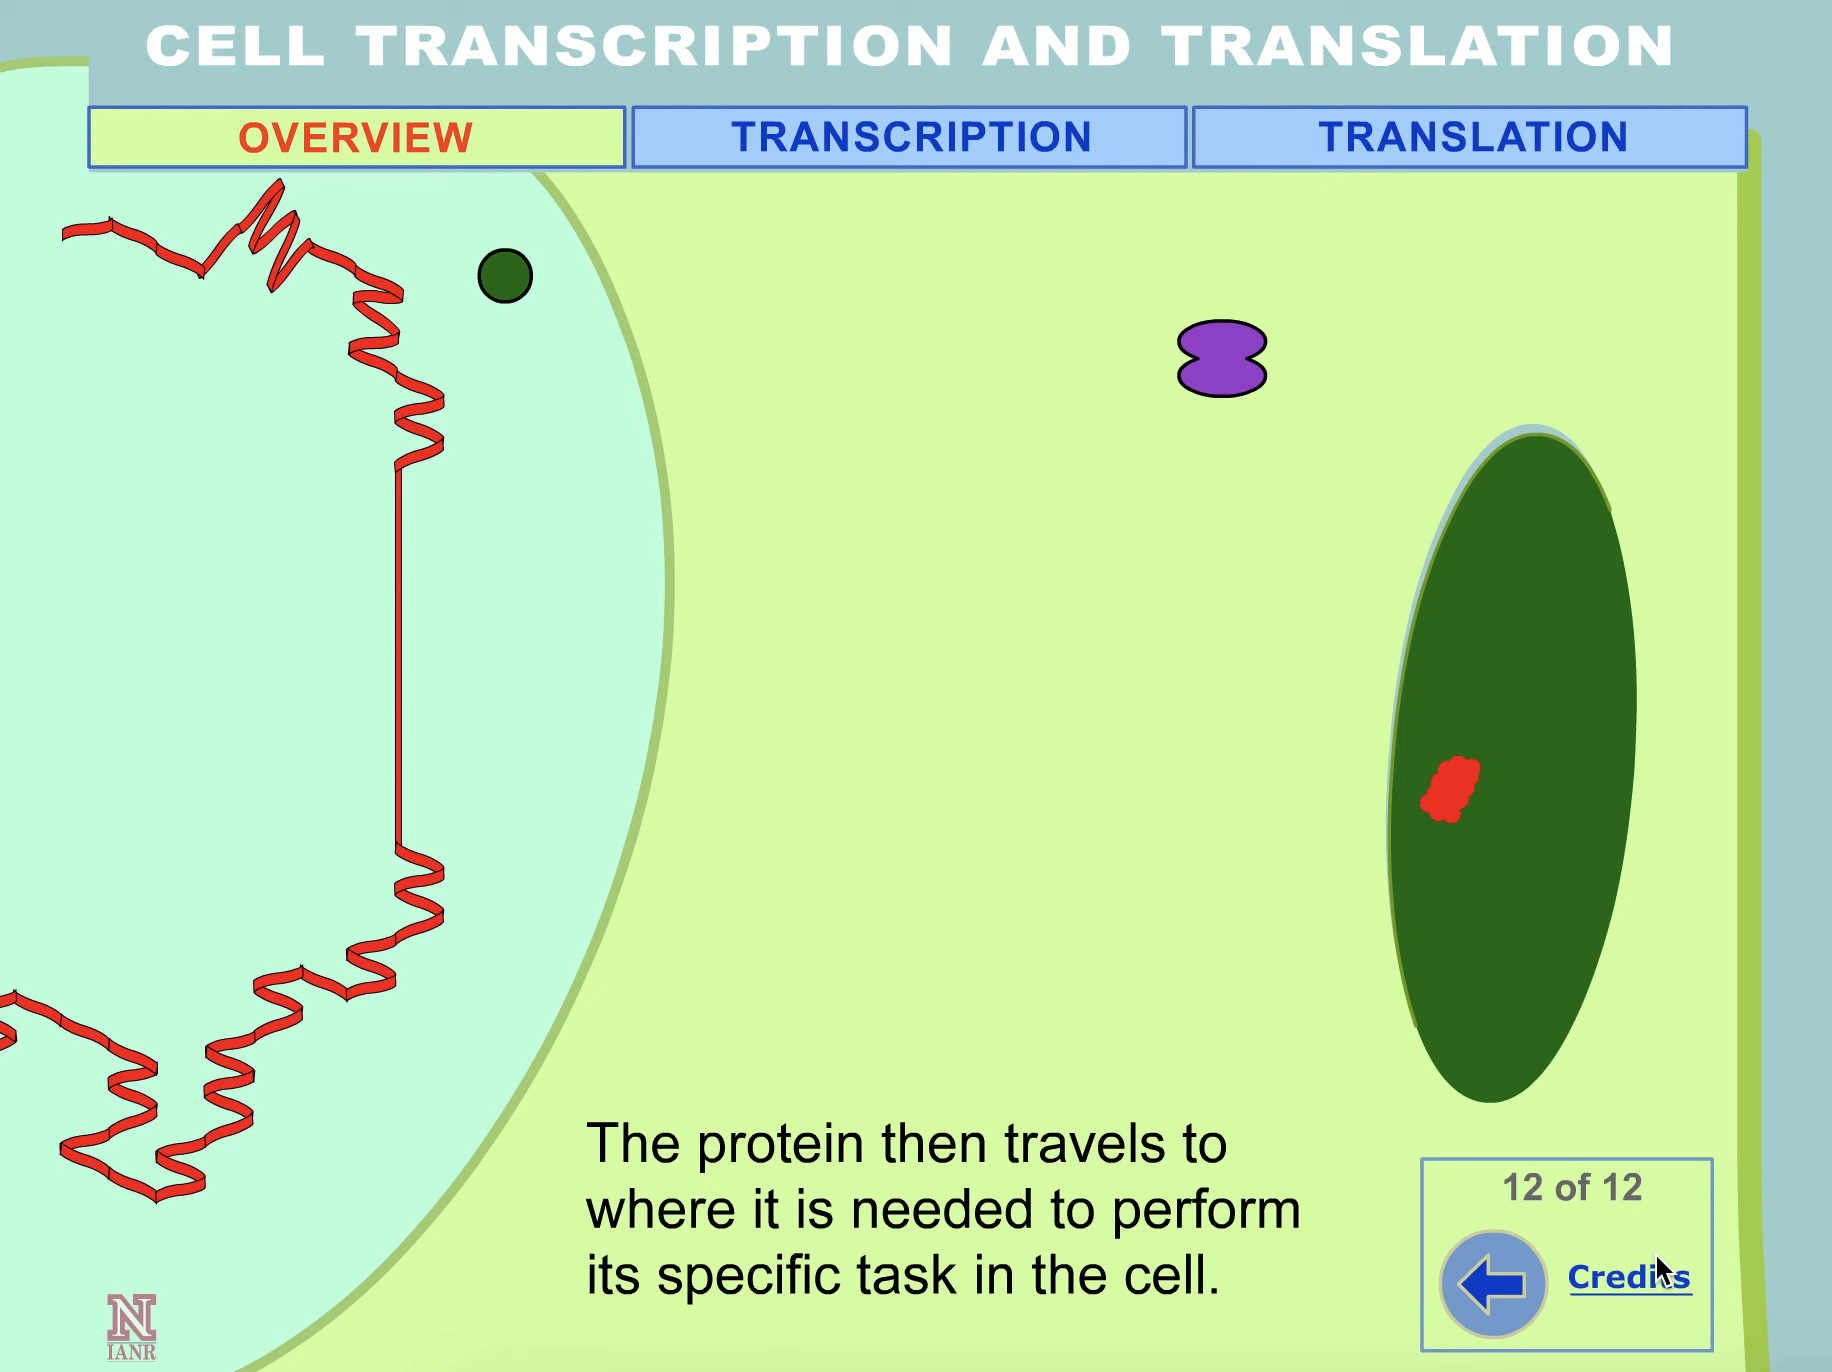 CELL TRANSCRIPTION AND TRANSLATION
OVERVIEW
TRANSCRIPTION
TRANSLATION
The protein then travels to
where it is needed to perform
its specific task in the cell.
12 of 12
Credits
N
IANR